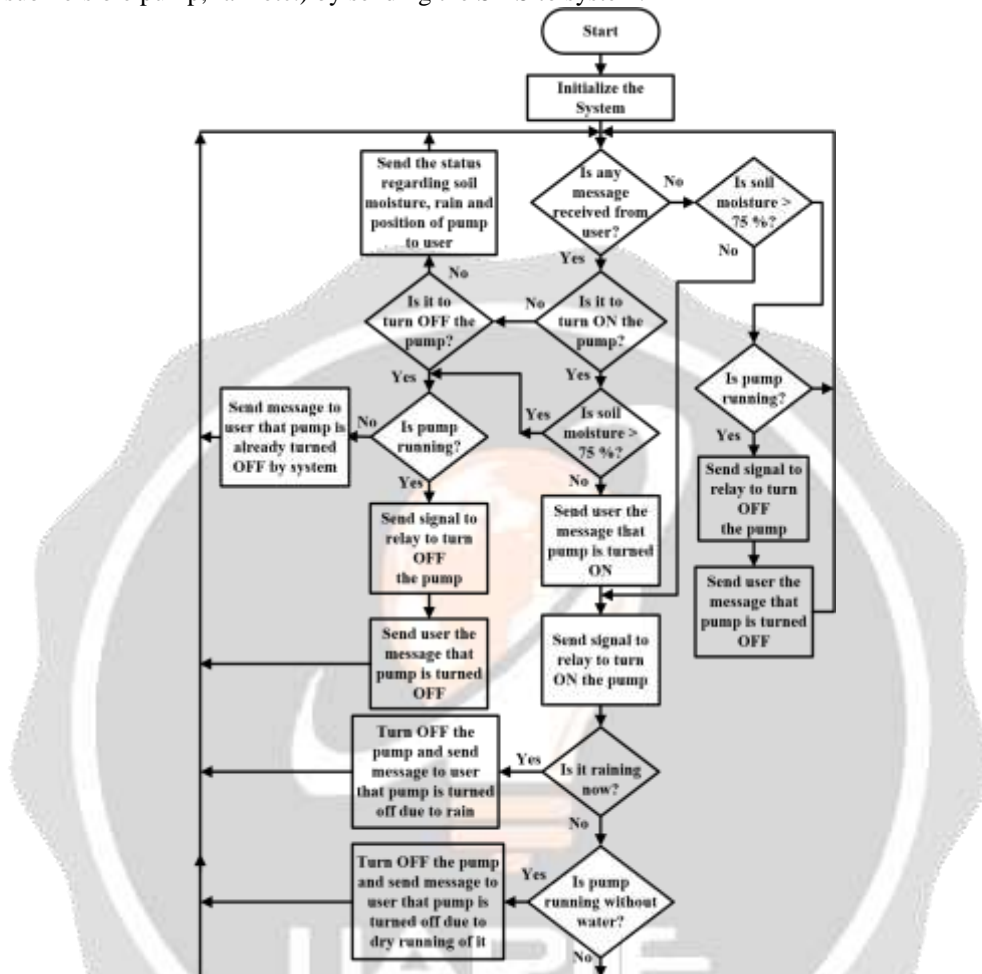 Start
Initialize the
System
Send the status
regarding soil
moisture, rain and
position of pump
to user
Is any
message
received from
user?
No
Is soil
moisture >
75 %?
No
Yes
No
Is it to
turn OFF the
pump?
No
Is it to
turn ON the
pump?
Yes
Yes
Is pump
running?
Yes
Send message to
user that pump is
already turned
OFF by system
No
Is pump
running?
Yes
Yes
Is soil
moisture >
75 %?
No
Send signal to
relay to turn
OFF
the pump
Send user the
message that
pump is turned
OFF
Send signal to
relay to turn
OFF
the pump
Send user the
message that
pump is turned
ON
Send user the
message that
pump is turned
OFF
Send signal to
relay to turn
ON the pump
Turn OFF the
pump and send
message to user
that pump is turned
off due to rain
Yes
Is it raining
now?
No
Turn OFF the pump
and send message to
user that pump is
turned off due to
dry running of it
Yes
Is pump
running without
water?
No